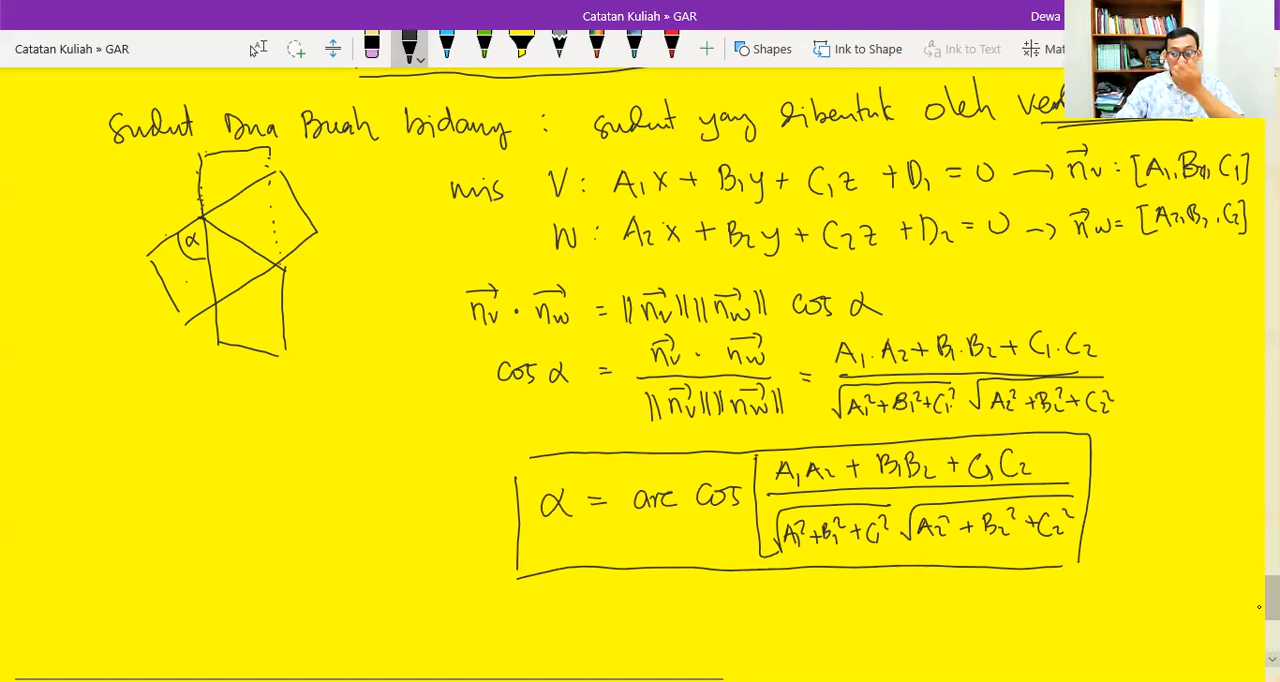 Catatan Kuliah » GAR
Dewa
Catatan Kuliah » GAR
Shapes
Ink to Shape
Ink to Text
Mat
Sudut Dua Buah bidang : sudut yang dibentuk oleh
mis V : A₁x + B₁y + C₁z + D₁ = 0 → n⃗ᵥ : [A₁, B₁, C₁]
W : A₂x + B₂y + C₂z + D₂ = 0 → n⃗w = [A₂, B₂, C₂]
α
n⃗ᵥ · n⃗w = ||n⃗ᵥ|| ||n⃗w|| cos α
cos α = n⃗ᵥ · n⃗w / ||n⃗ᵥ|| ||n⃗w|| = A₁·A₂ + B₁·B₂ + C₁·C₂ / √A₁²+B₁²+C₁² √A₂²+B₂²+C₂²
α = arc cos [A₁A₂ + B₁B₂ + C₁C₂ / √A₁²+B₁²+C₁² √A₂²+B₂²+C₂²